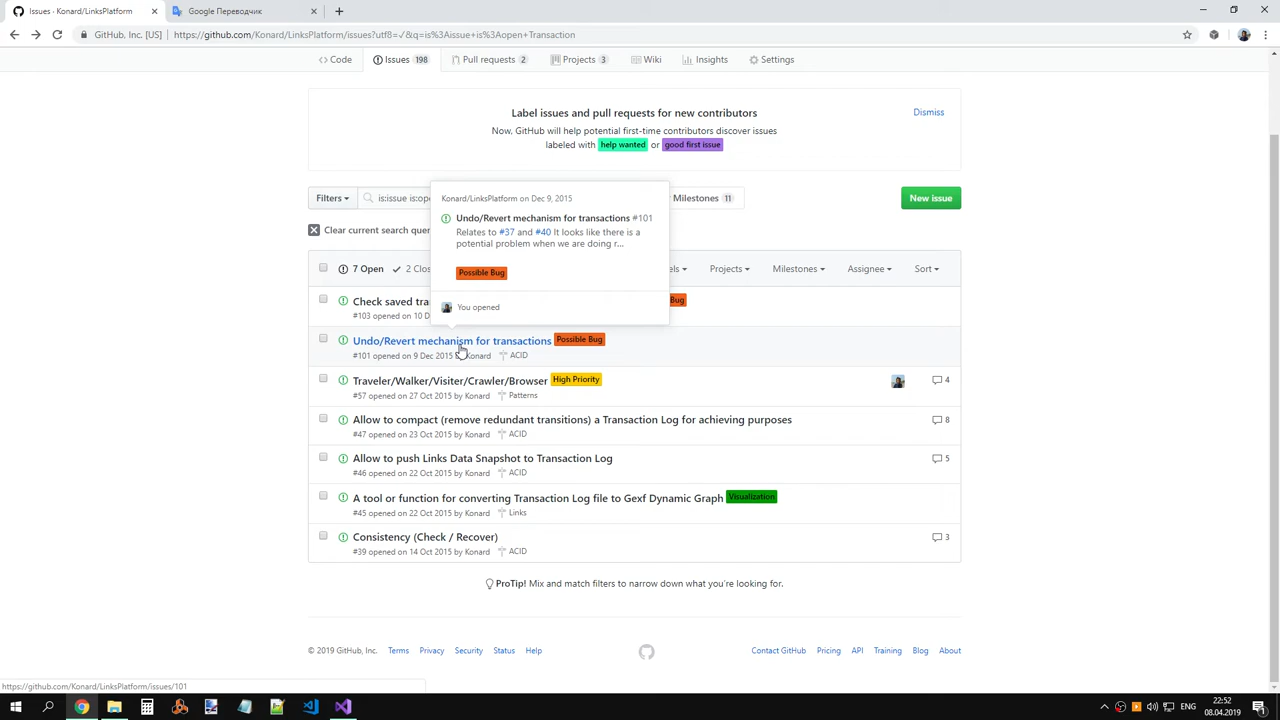 Issues · Konard/LinksPlatform
Google Переводчик
GitHub, Inc. [US]
https://github.com/Konard/LinksPlatform/issues?utf8=✓&q=is%3Aissue+is%3Aopen+Transaction
Code
Issues 198
Pull requests 2
Projects 3
Wiki
Insights
Settings
Label issues and pull requests for new contributors
Dismiss
Now, GitHub will help potential first-time contributors discover issues
labeled with help wanted or good first issue
Filters
is:issue is:ope
Milestones 11
New issue
Konard/LinksPlatform on Dec 9, 2015
Undo/Revert mechanism for transactions #101
Relates to #37 and #40 It looks like there is a
potential problem when we are doing r...
Possible Bug
You opened
Clear current search quer
7 Open
2 Clos
els
Projects
Milestones
Assignee
Sort
Check saved tra
Bug
#103 opened on 10 D
Undo/Revert mechanism for transactions Possible Bug
#101 opened on 9 Dec 2015 by Konard ACID
Traveler/Walker/Visiter/Crawler/Browser High Priority
4
#57 opened on 27 Oct 2015 by Konard Patterns
Allow to compact (remove redundant transitions) a Transaction Log for achieving purposes
8
#47 opened on 23 Oct 2015 by Konard ACID
Allow to push Links Data Snapshot to Transaction Log
5
#46 opened on 22 Oct 2015 by Konard ACID
A tool or function for converting Transaction Log file to Gexf Dynamic Graph Visualization
#45 opened on 22 Oct 2015 by Konard Links
Consistency (Check / Recover)
3
#39 opened on 14 Oct 2015 by Konard ACID
ProTip! Mix and match filters to narrow down what you're looking for.
© 2019 GitHub, Inc.
Terms
Privacy
Security
Status
Help
Contact GitHub
Pricing
API
Training
Blog
About
https://github.com/Konard/LinksPlatform/issues/101
ENG
22:52
08.04.2019